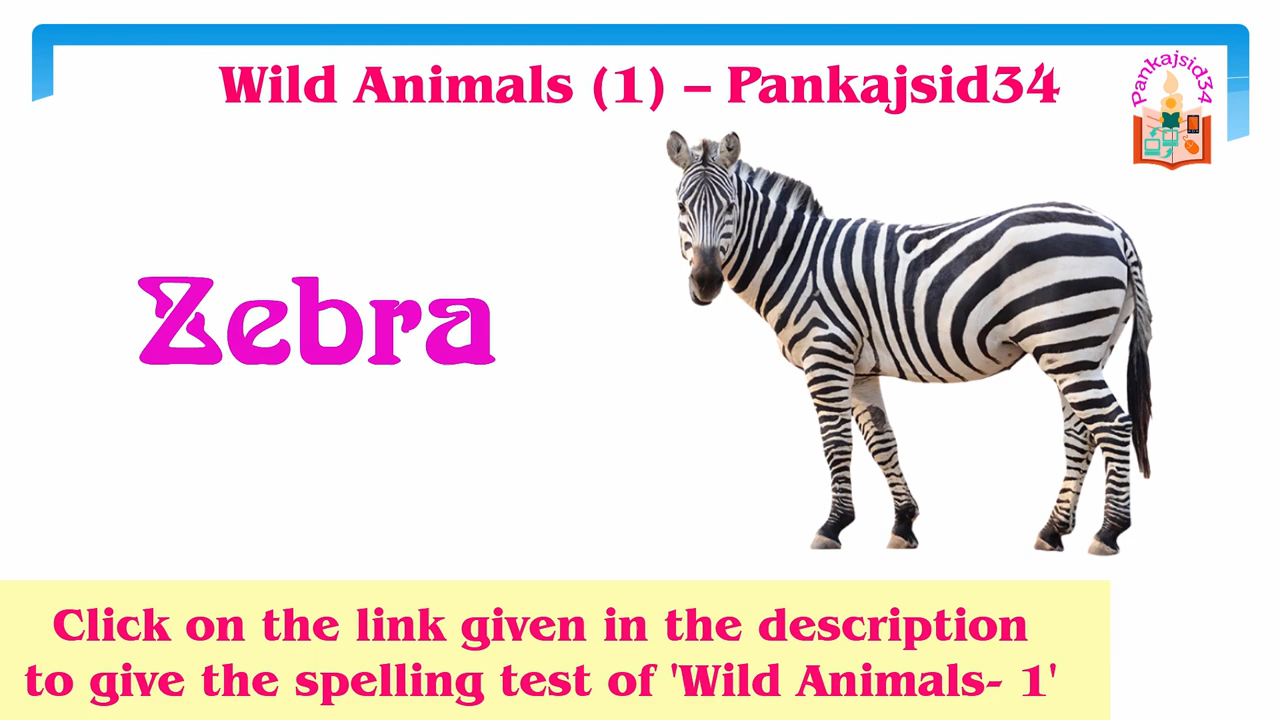 Wild Animals (1) – Pankajsid34
Pankajsid34
Zebra
Click on the link given in the description
to give the spelling test of 'Wild Animals- 1'